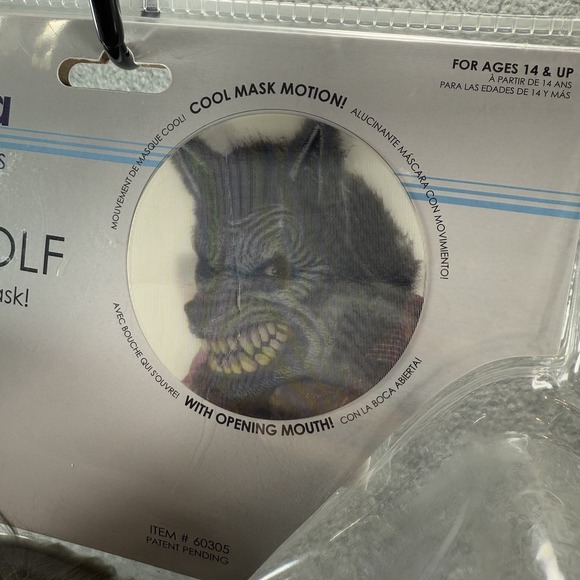 FOR AGES 14 & UP
À PARTIR DE 14 ANS
PARA LAS EDADES DE 14 Y MÁS
COOL MASK MOTION!
MOUVEMENT DE MASQUE COOL!
ALUCINANTE MÁSCARA CON MOVIMIENTO!
a
S
OLF
ask!
AVEC BOUCHE QUI S'OUVRE!
WITH OPENING MOUTH!
CON LA BOCA ABIERTA!
ITEM # 60305
PATENT PENDING